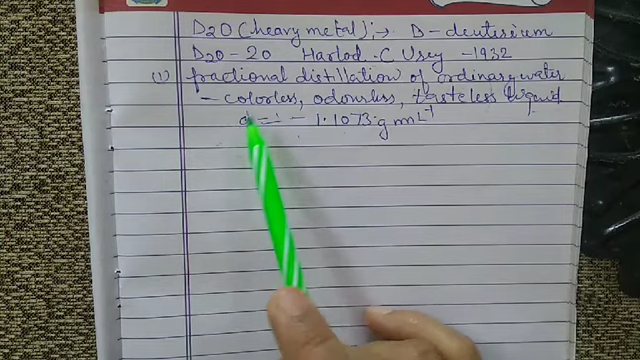 D₂O (heavy metal) :→ D - deuterium
D₂O - 20 Harlod . C Urey - 1932
(1) fractional distillation of ordinary water
- colorless, odourless, tasteless liquid
d = : - 1.1073 g mL⁻¹